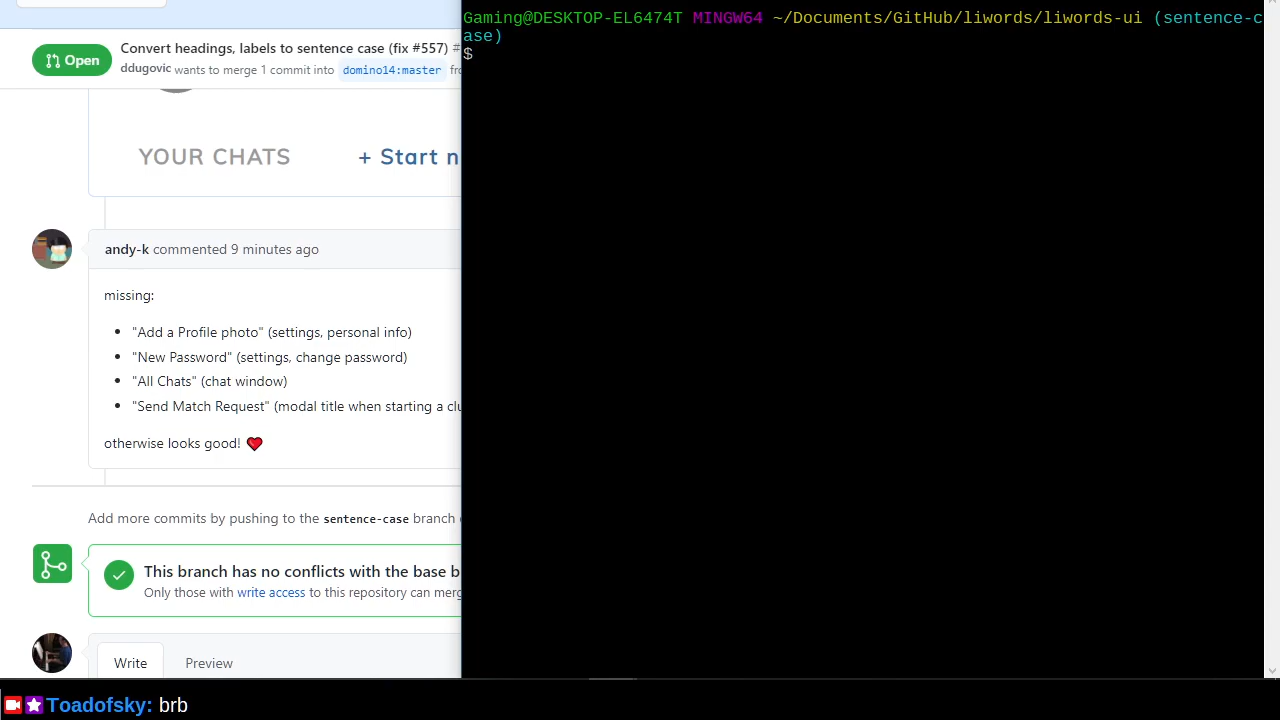 Open
Convert headings, labels to sentence case (fix #557) #
ddugovic wants to merge 1 commit into domino14:master fro
YOUR CHATS + Start n
andy-k commented 9 minutes ago
missing:
"Add a Profile photo" (settings, personal info)
"New Password" (settings, change password)
"All Chats" (chat window)
"Send Match Request" (modal title when starting a clu
otherwise looks good! ❤️
Add more commits by pushing to the sentence-case branch
This branch has no conflicts with the base b
Only those with write access to this repository can merg
Write Preview
Gaming@DESKTOP-EL6474T MINGW64 ~/Documents/GitHub/liwords/liwords-ui (sentence-c
ase)
$
Toadofsky: brb